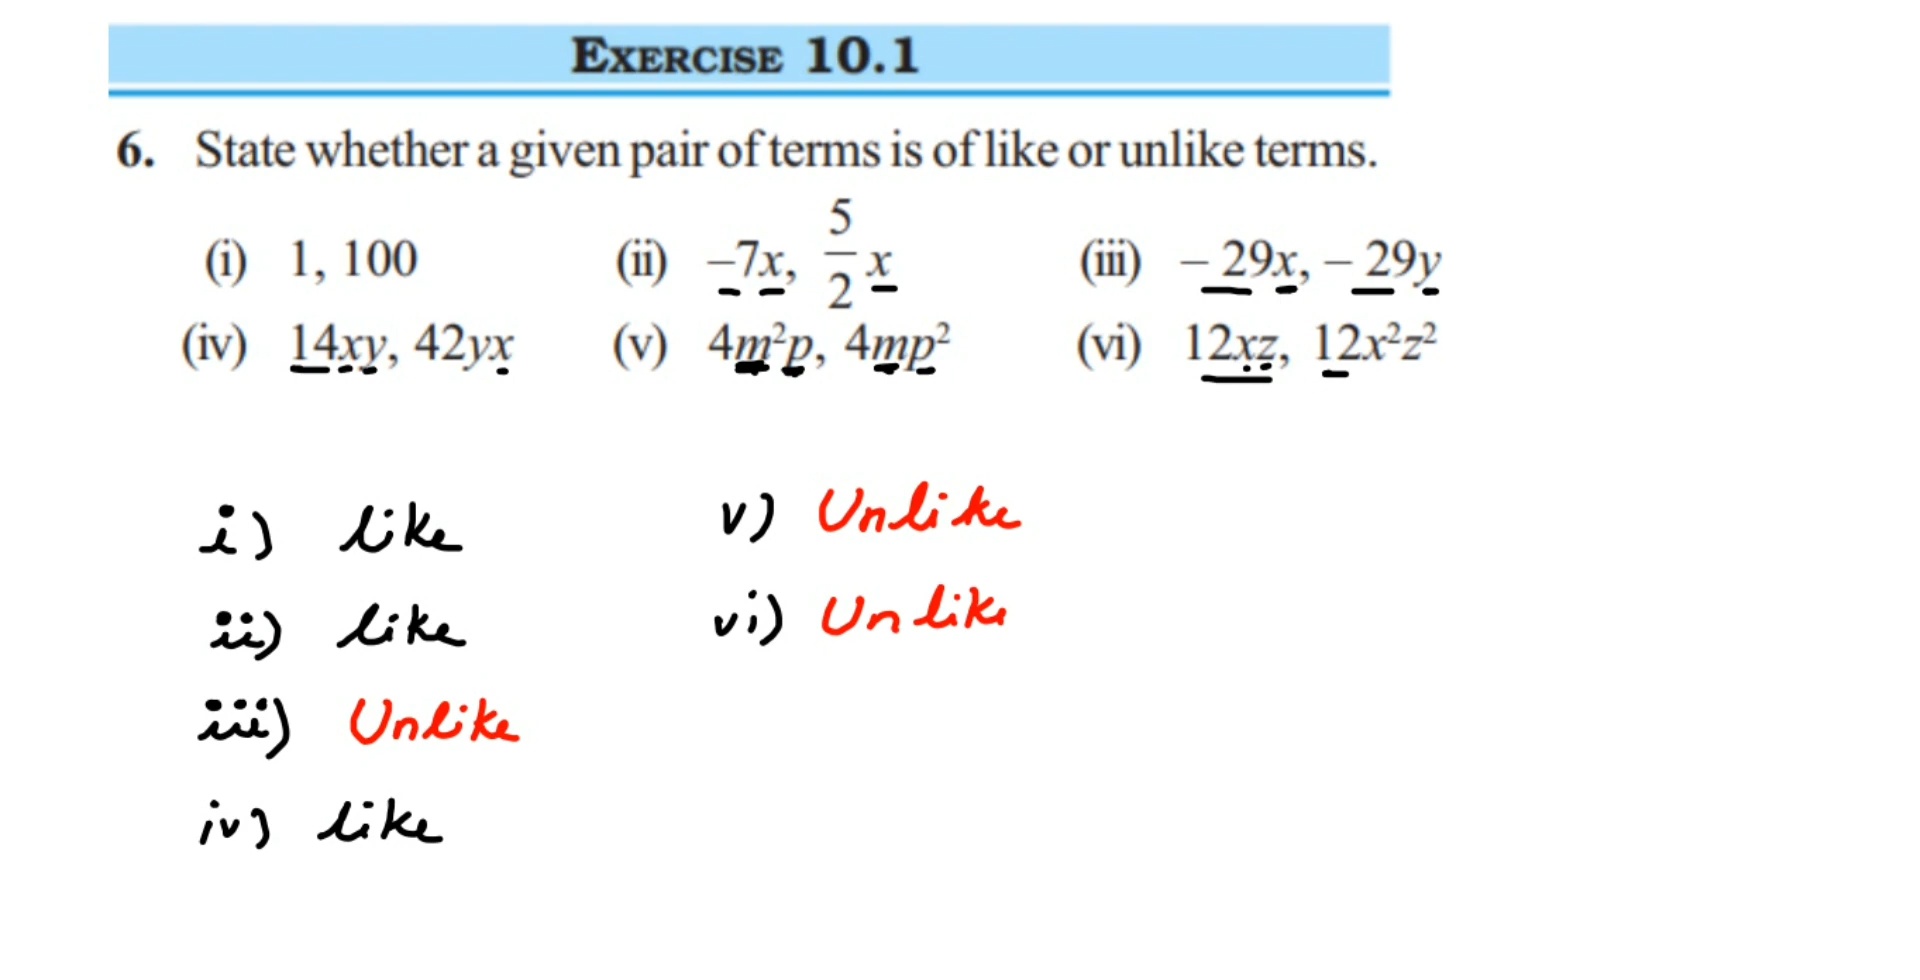 EXERCISE 10.1
6. State whether a given pair of terms is of like or unlike terms.
(i) 1, 100 (ii) –7x, 5/2 x (iii) – 29x, – 29y
(iv) 14xy, 42yx (v) 4m²p, 4mp² (vi) 12xz, 12x²z²
i) like
ii) like
iii) Unlike
iv) like
v) Unlike
vi) Unlike